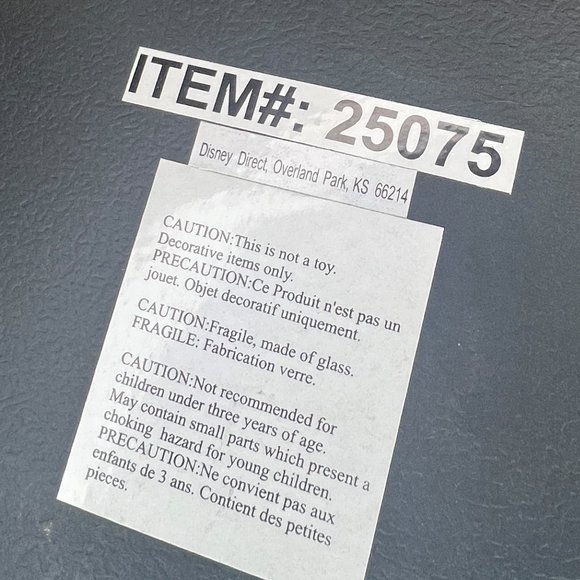 ITEM#: 25075
Disney Direct, Overland Park, KS 66214
CAUTION:This is not a toy.
Decorative items only.
PRECAUTION:Ce Produit n'est pas un
jouet. Objet decoratif uniquement.
CAUTION:Fragile, made of glass.
FRAGILE: Fabrication verre.
CAUTION:Not recommended for
children under three years of age.
May contain small parts which present a
choking hazard for young children.
PRECAUTION:Ne convient pas aux
enfants de 3 ans. Contient des petites
pieces.